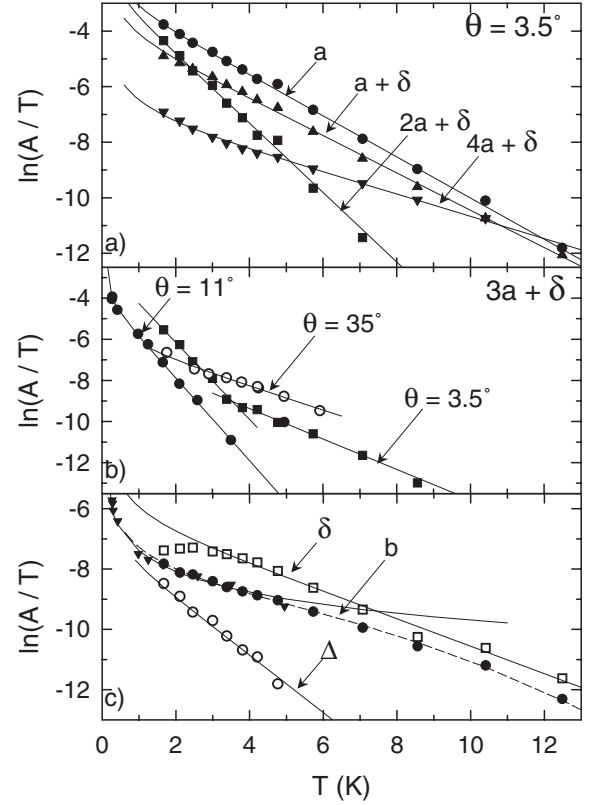 θ = 3.5°
-4
a
-6
a + δ
2a + δ
-8
4a + δ
-10
-12
a)
ln(A / T)
θ = 11°
3a + δ
-4
-6
θ = 35°
-8
θ = 3.5°
-10
-12
b)
ln(A / T)
-6
δ
b
-8
-10
Δ
-12
c)
ln(A / T)
0 2 4 6 8 10 12
T (K)